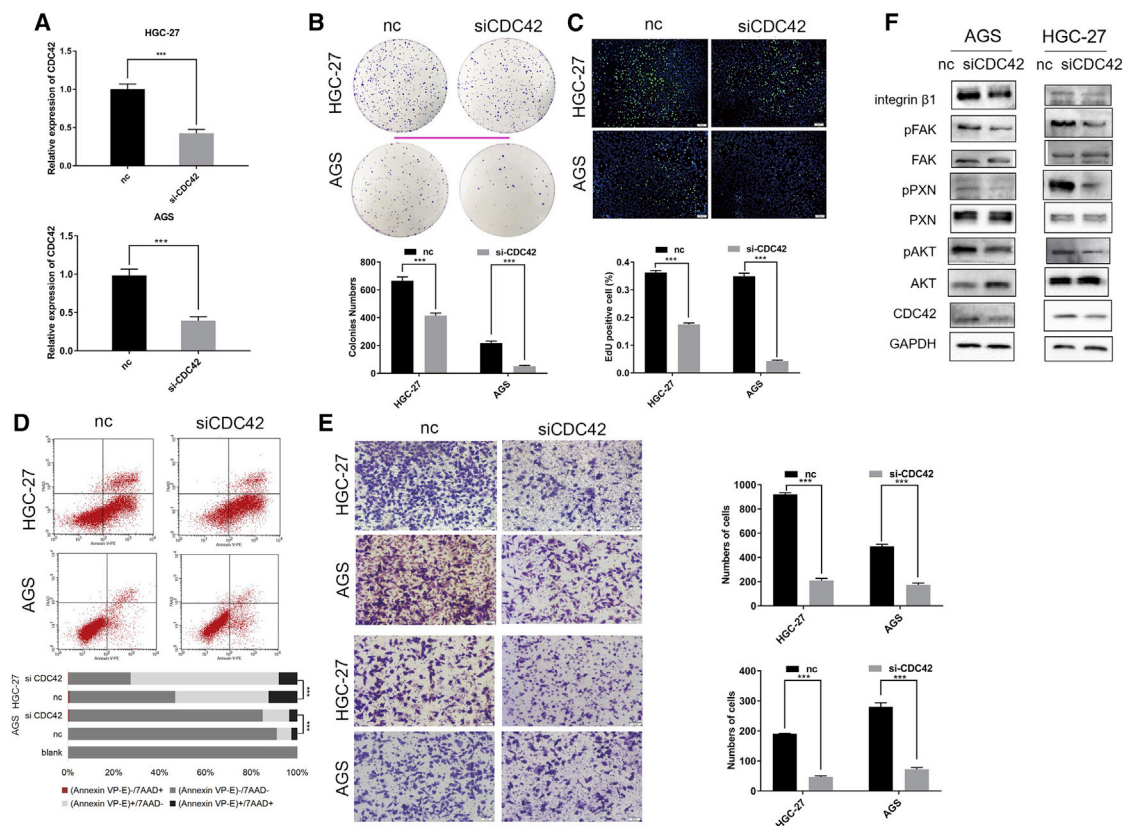 A
HGC-27
Relative expression of CDC42
1.5
1.0
0.5
0.0
***
nc
si-CDC42
AGS
Relative expression of CDC42
1.5
1.0
0.5
0.0
***
nc
si-CDC42
B
nc siCDC42
HGC-27
AGS
nc si-CDC42
Colonies Numbers
800
600
400
200
0
*** ***
HGC-27 AGS
C
nc siCDC42
HGC-27
AGS
nc si-CDC42
EdU positive cell (%)
0.4
0.3
0.2
0.1
0.0
*** ***
HGC-27 AGS
F
AGS HGC-27
nc siCDC42 nc siCDC42
integrin β1
pFAK
FAK
pPXN
PXN
pAKT
AKT
CDC42
GAPDH
D
nc siCDC42
HGC-27
Annexin V-PE Annexin V-PE
AGS
Annexin V-PE Annexin V-PE
HGC-27
si CDC42
nc
***
AGS
si CDC42
nc
***
blank
0% 20% 40% 60% 80% 100%
(Annexin VP-E)-/7AAD+ (Annexin VP-E)-/7AAD-
(Annexin VP-E)+/7AAD- (Annexin VP-E)+/7AAD+
E
nc siCDC42
HGC-27
AGS
HGC-27
AGS
nc si-CDC42
Numbers of cells
1000
800
600
400
200
0
*** ***
HGC-27 AGS
nc si-CDC42
Numbers of cells
400
300
200
100
0
*** ***
HGC-27 AGS